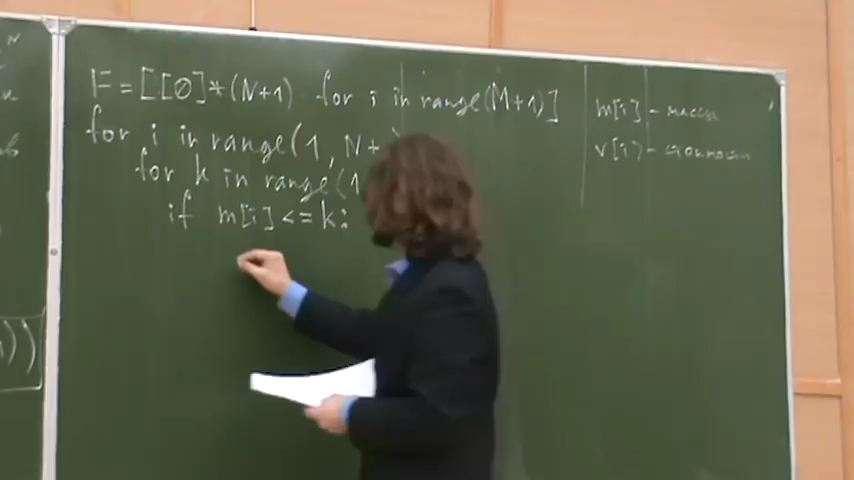 F = [[0]*(N+1) for i in range(M+1)]
for i in range(1, N+
for k in range(1
if m[i] <= k:
m[i] - масса
v[i] - стоимость
))